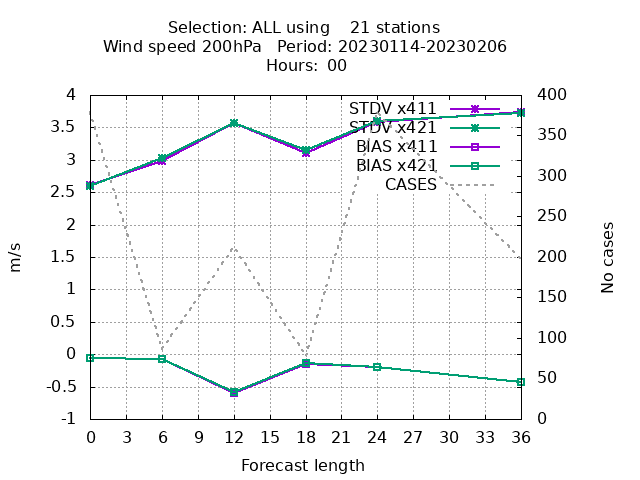 Selection: ALL using    21 stations
Wind speed 200hPa   Period: 20230114-20230206
Hours:  00
4
3.5
3
2.5
2
1.5
1
0.5
0
-0.5
-1
m/s
STDV x411
STDV x421
BIAS x411
BIAS x421
CASES
400
350
300
250
200
150
100
50
0
No cases
0 3 6 9 12 15 18 21 24 27 30 33 36
Forecast length